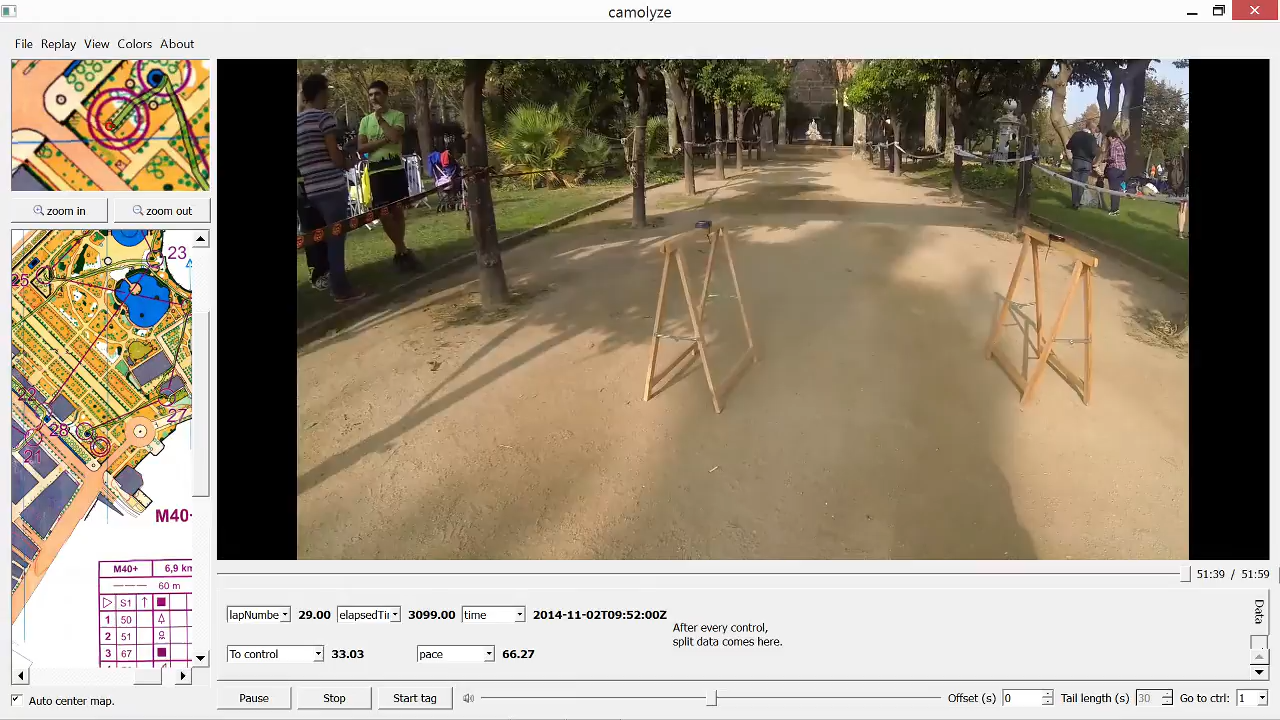 camolyze
File Replay View Colors About
zoom in zoom out
23
25
27
28
21
M40+
M40+ 6,9 km
60 m
S1
1 50
2 51
3 67
51:39 / 51:59
lapNumbe 29.00 elapsedTii 3099.00 time 2014-11-02T09:52:00Z
After every control,
split data comes here.
To control 33.03 pace 66.27
Data
Auto center map.
Pause Stop Start tag Offset (s) 0 Tail length (s) 30 Go to ctrl: 1